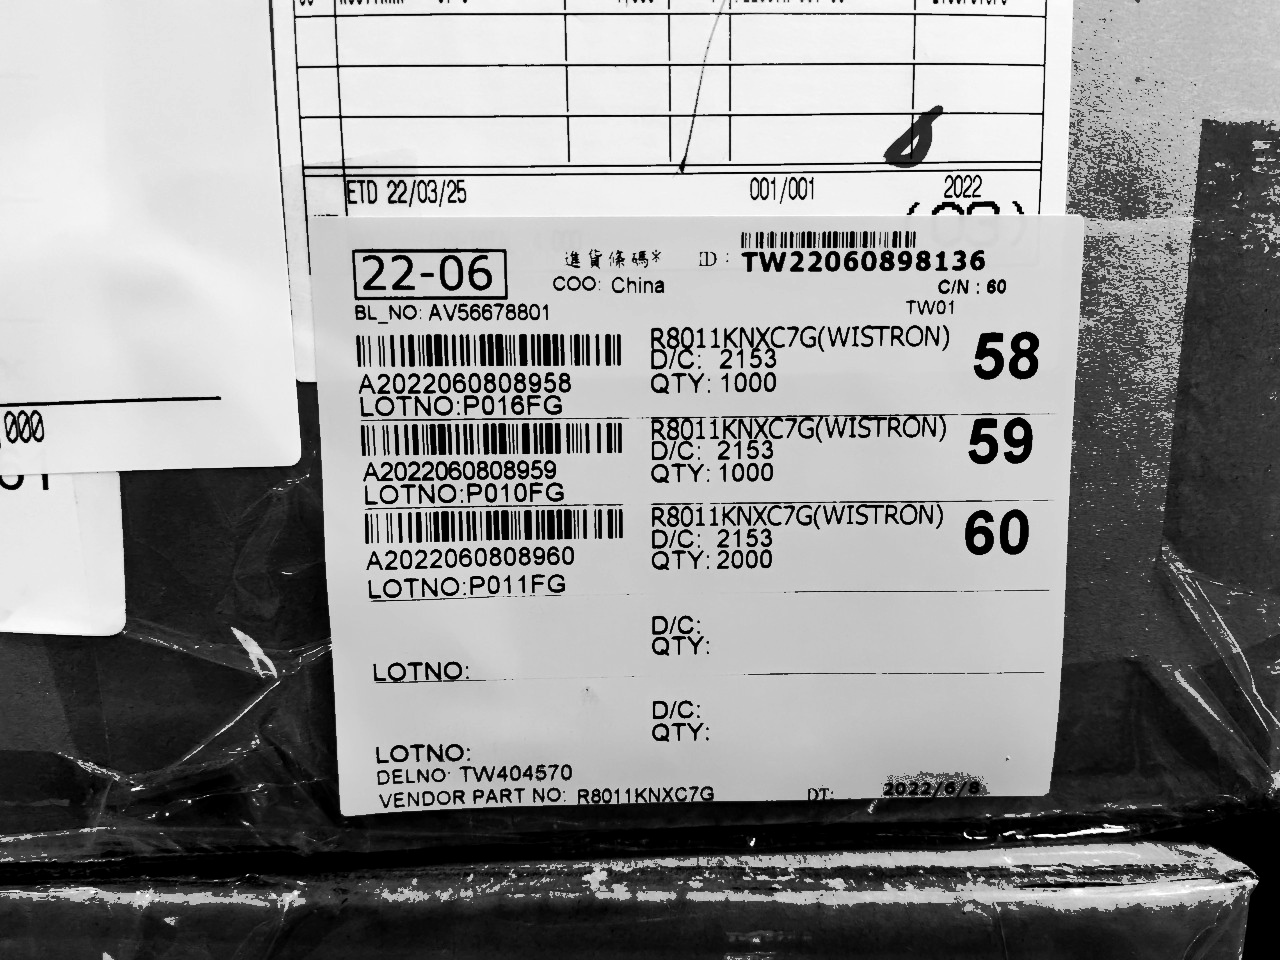 ETD 22/03/25 001/001 2022
22-06 進貨條碼* ID: TW22060898136
COO: China C/N : 60
BL_NO: AV56678801 TW01
R8011KNXC7G(WISTRON) 58
D/C: 2153
A2022060808958 QTY: 1000
LOTNO:P016FG
R8011KNXC7G(WISTRON) 59
D/C: 2153
A2022060808959 QTY: 1000
LOTNO:P010FG
R8011KNXC7G(WISTRON) 60
D/C: 2153
A2022060808960 QTY: 2000
LOTNO:P011FG
D/C:
QTY:
LOTNO:
D/C:
QTY:
LOTNO:
DELNO: TW404570
VENDOR PART NO: R8011KNXC7G DT: 2022/6/8
000